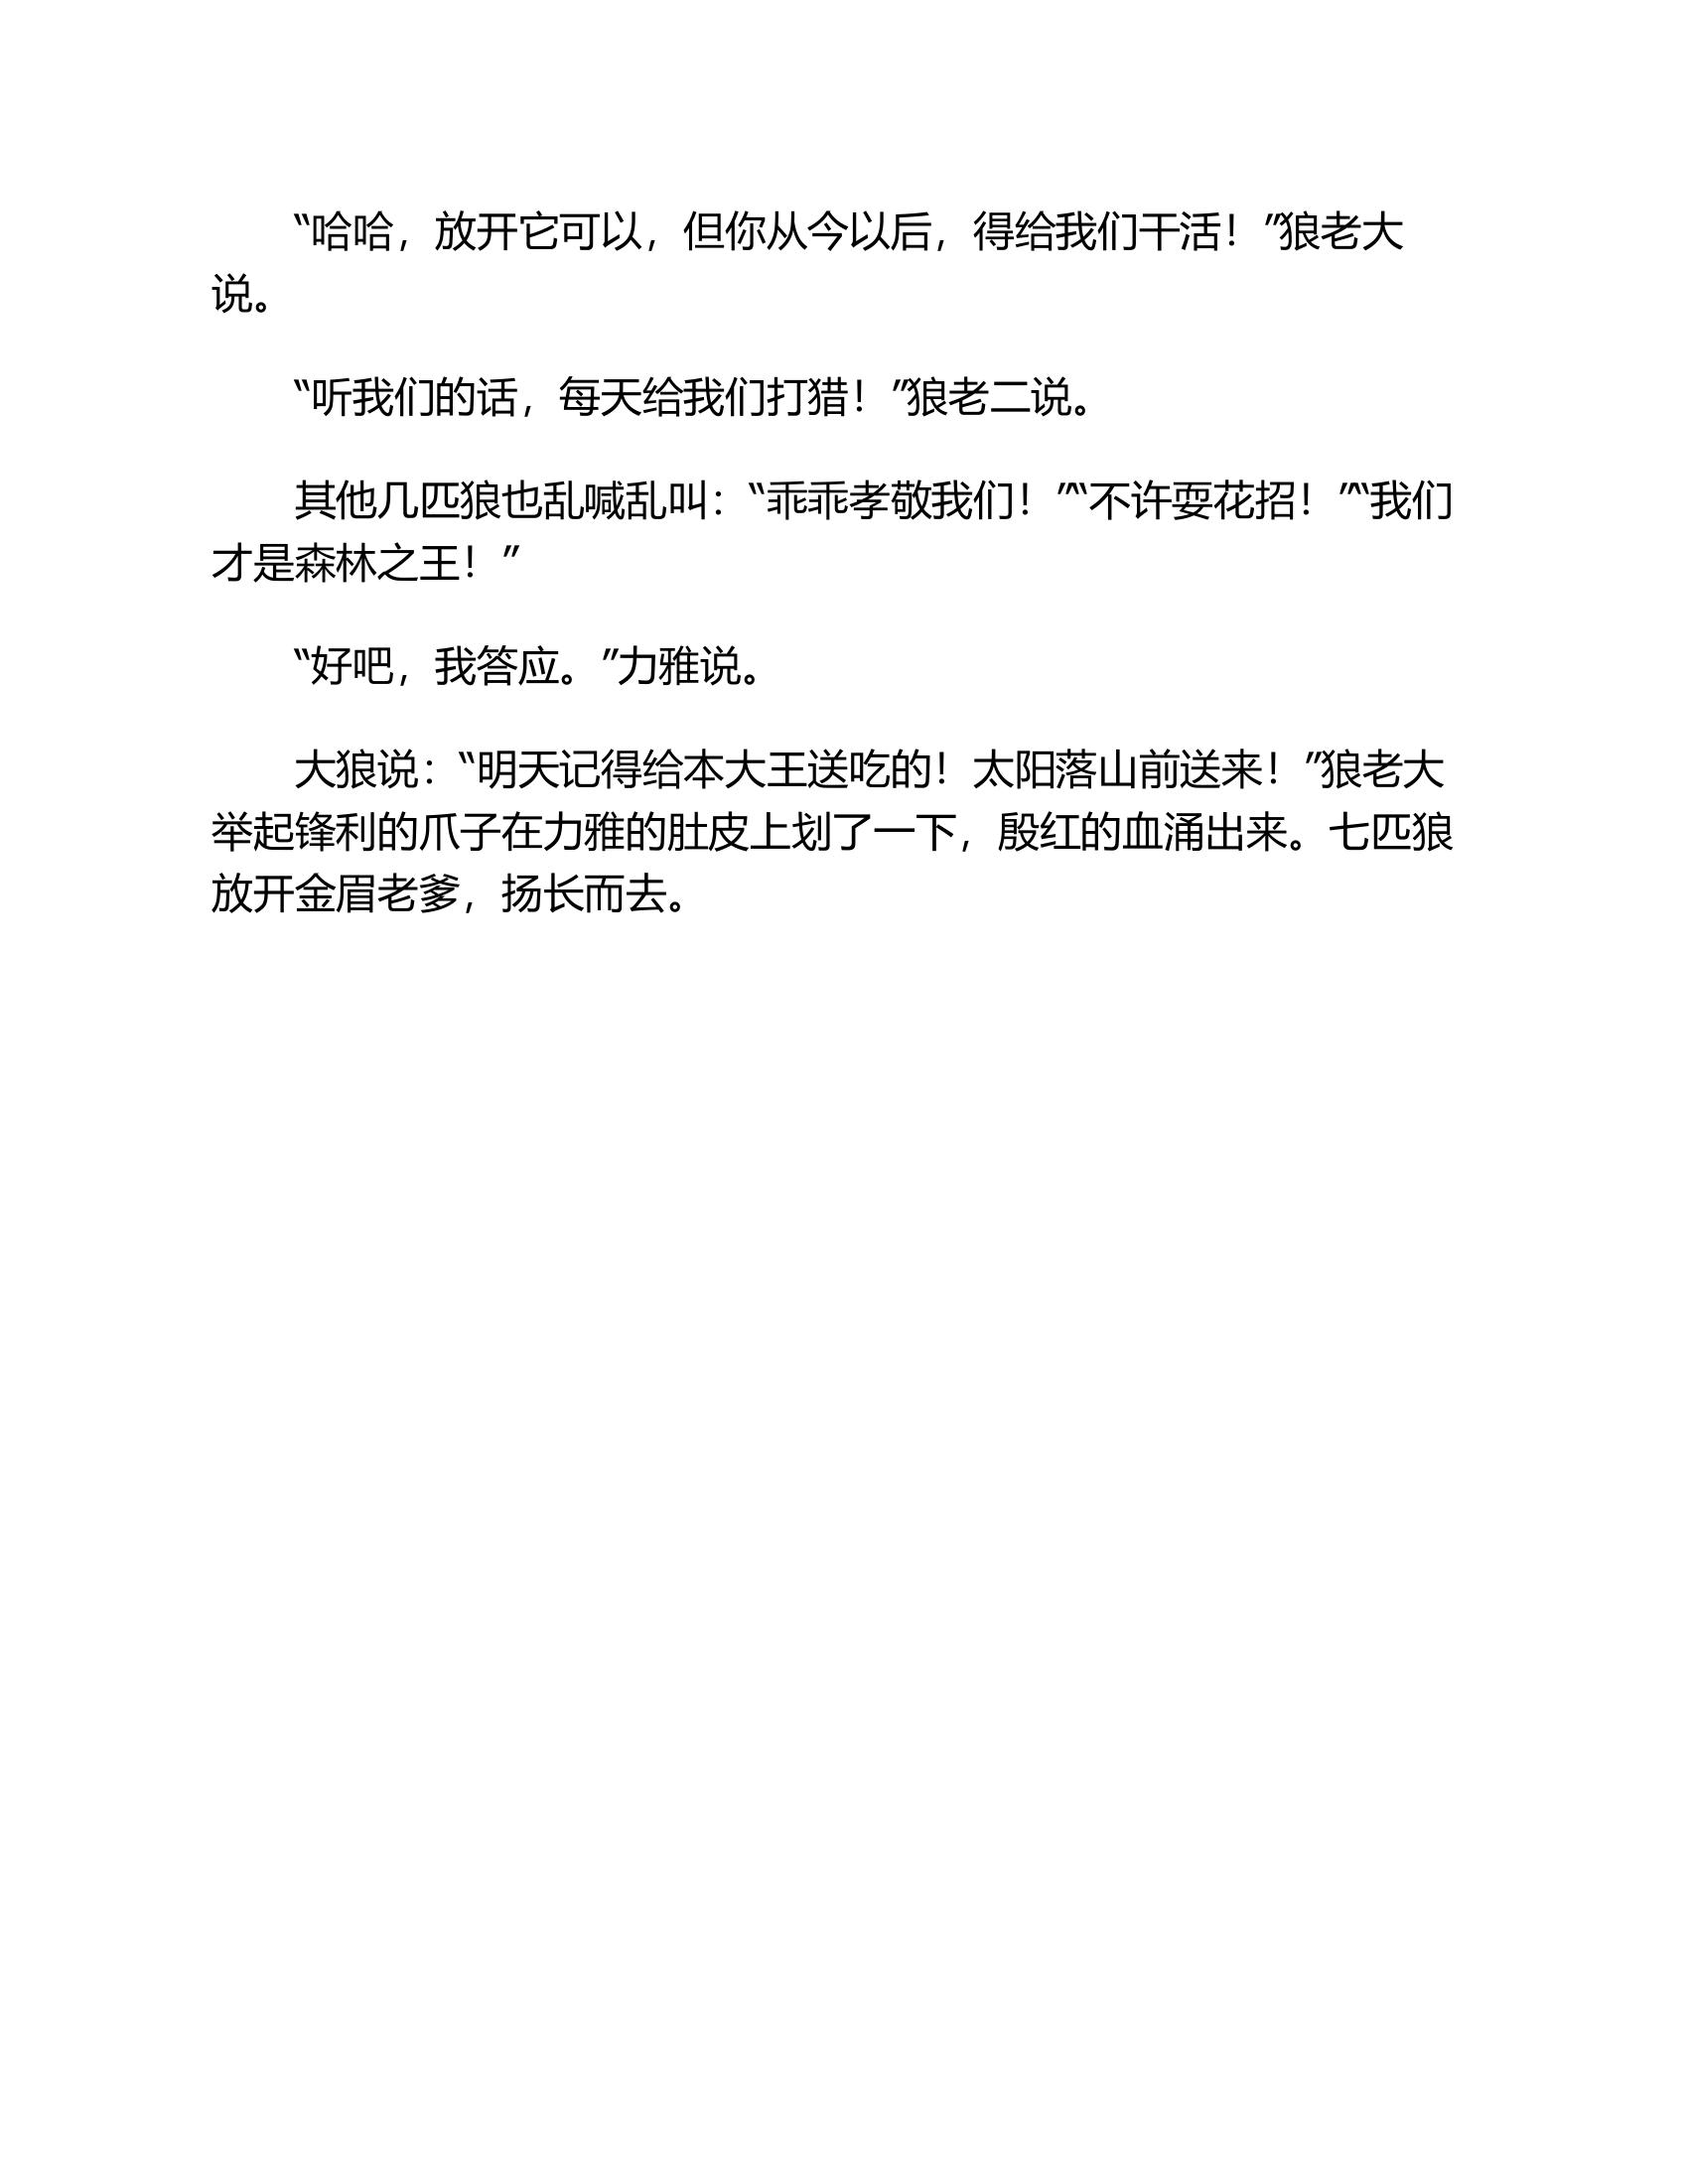 “哈哈，放开它可以，但你从今以后，得给我们干活！”狼老大
说。
“听我们的话，每天给我们打猎！”狼老二说。
其他几匹狼也乱喊乱叫：“乖乖孝敬我们！”“不许耍花招！”“我们
才是森林之王！”
“好吧，我答应。”力雅说。
大狼说：“明天记得给本大王送吃的！太阳落山前送来！”狼老大
举起锋利的爪子在力雅的肚皮上划了一下，殷红的血涌出来。七匹狼
放开金眉老爹，扬长而去。